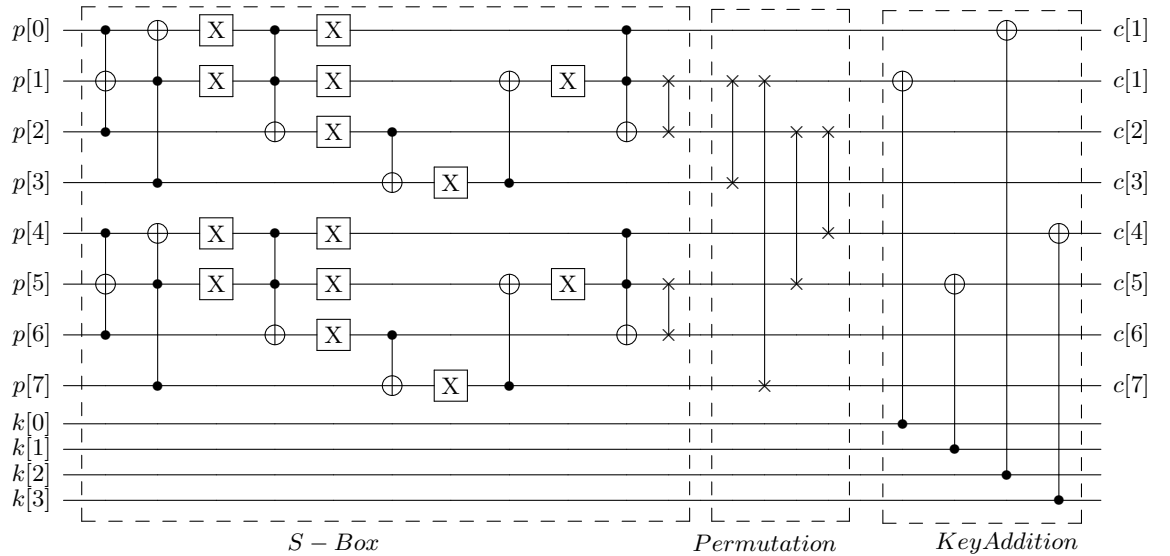 p[0] X X c[1]
p[1] X X X c[1]
p[2] X c[2]
p[3] X c[3]
p[4] X X c[4]
p[5] X X X c[5]
p[6] X c[6]
p[7] X c[7]
k[0]
k[1]
k[2]
k[3]
S − Box Permutation KeyAddition